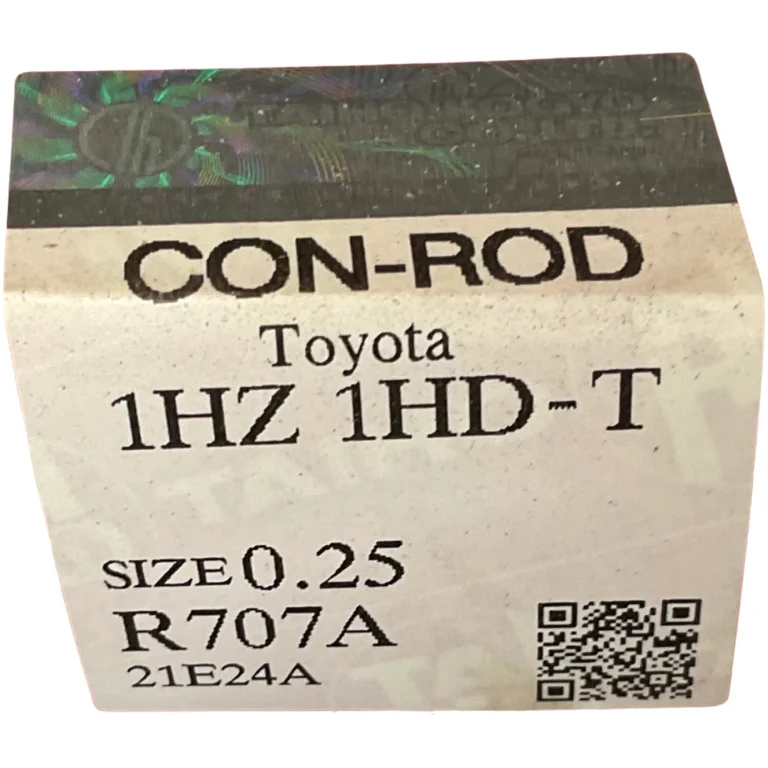 CON-ROD
Toyota
1HZ 1HD-T
SIZE 0.25
R707A
21E24A